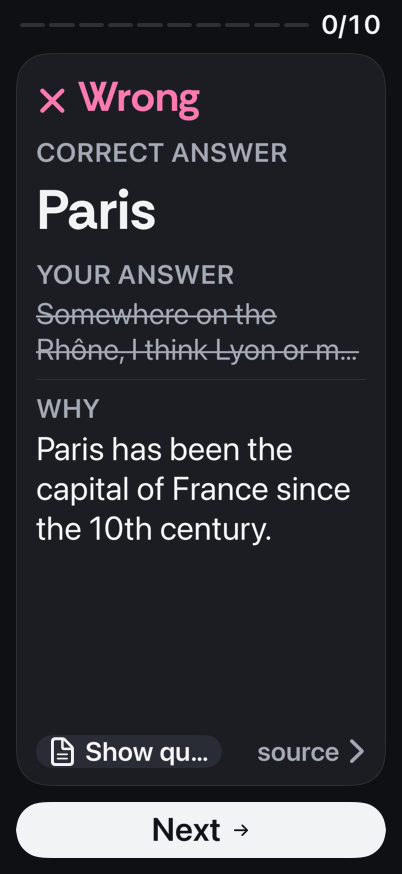 0/10
Wrong
CORRECT ANSWER
Paris
YOUR ANSWER
Somewhere on the
Rhône, I think Lyon or m...
WHY
Paris has been the
capital of France since
the 10th century.
Show qu...
source
Next →